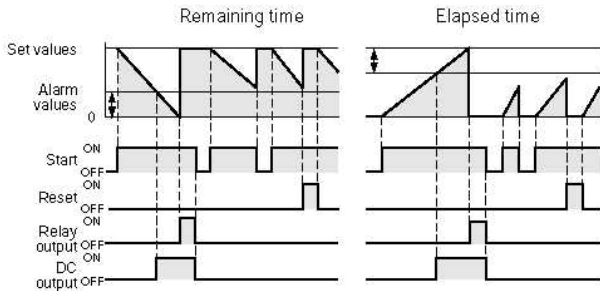 Remaining time
Elapsed time
Set values
Alarm
values
0
Start
ON
OFF
Reset
ON
OFF
Relay
output
ON
OFF
DC
output
ON
OFF